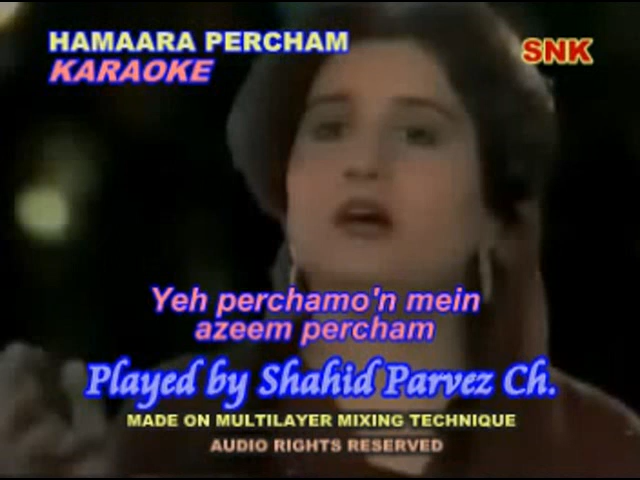 HAMAARA PERCHAM
SNK
KARAOKE
Yeh perchamo'n mein
azeem percham
Played by Shahid Parvez Ch.
MADE ON MULTILAYER MIXING TECHNIQUE
AUDIO RIGHTS RESERVED